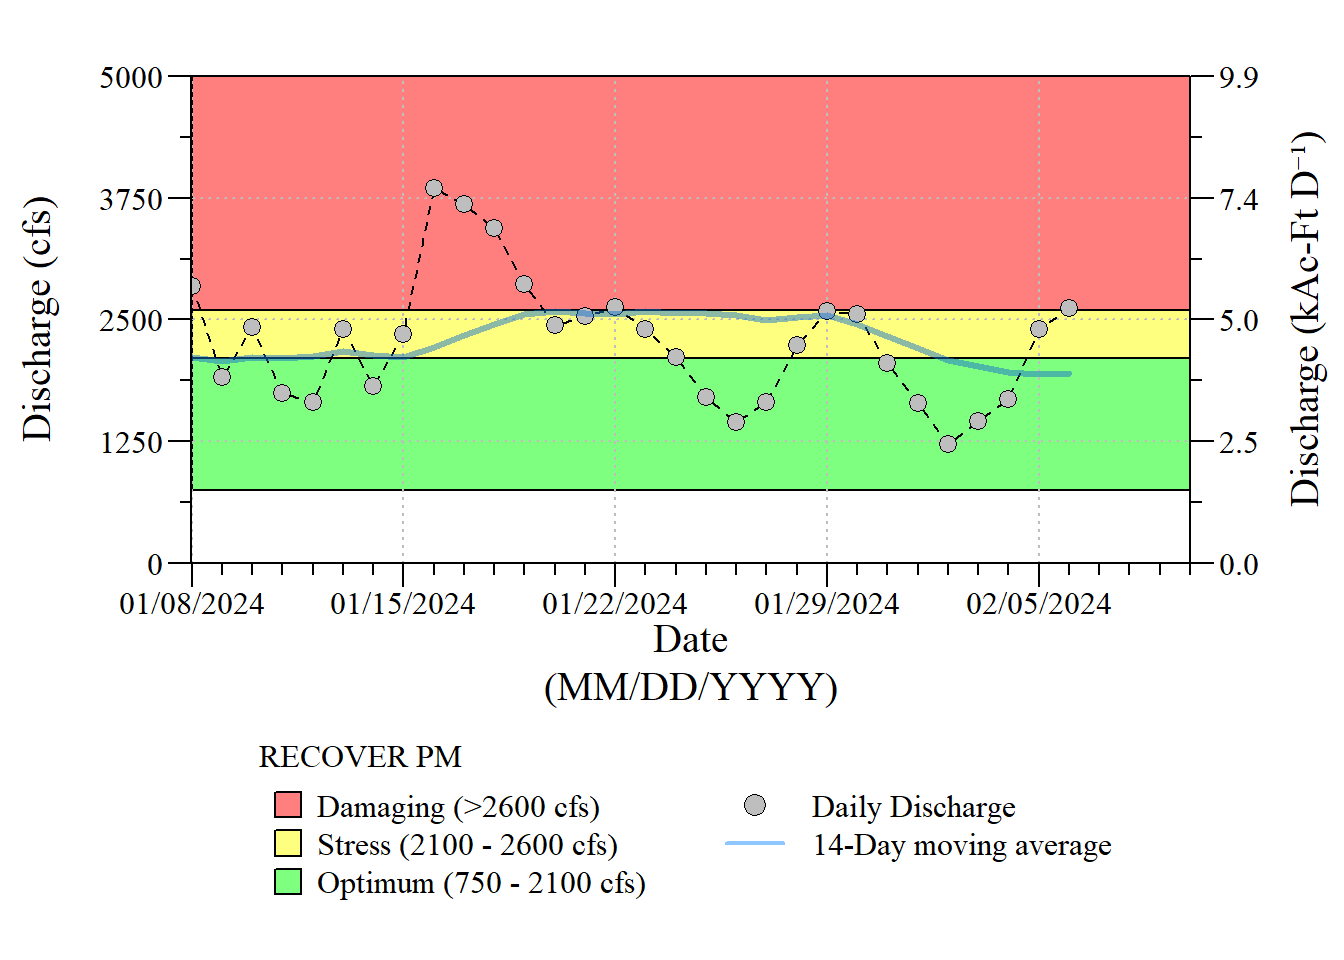 5000
3750
2500
1250
0
Discharge (cfs)
9.9
7.4
5.0
2.5
0.0
Discharge (kAc-Ft D⁻¹)
01/08/2024 01/15/2024 01/22/2024 01/29/2024 02/05/2024
Date
(MM/DD/YYYY)
RECOVER PM
Damaging (>2600 cfs)
Stress (2100 - 2600 cfs)
Optimum (750 - 2100 cfs)
Daily Discharge
14-Day moving average